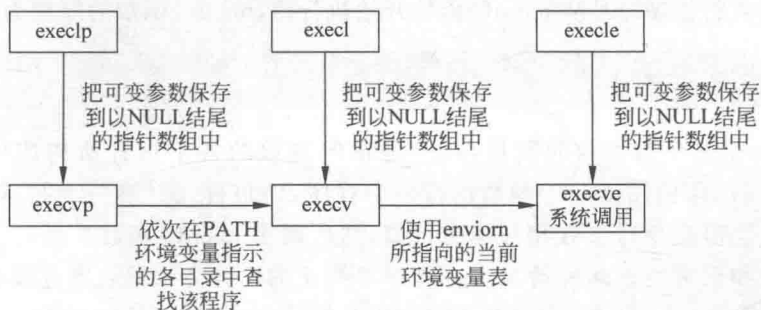 execlp
execl
execle
把可变参数保存
到以NULL结尾
的指针数组中
把可变参数保存
到以NULL结尾
的指针数组中
把可变参数保存
到以NULL结尾
的指针数组中
execvp
依次在PATH
环境变量指示
的各目录中查
找该程序
execv
使用enviorn
所指向的当前
环境变量表
execve
系统调用